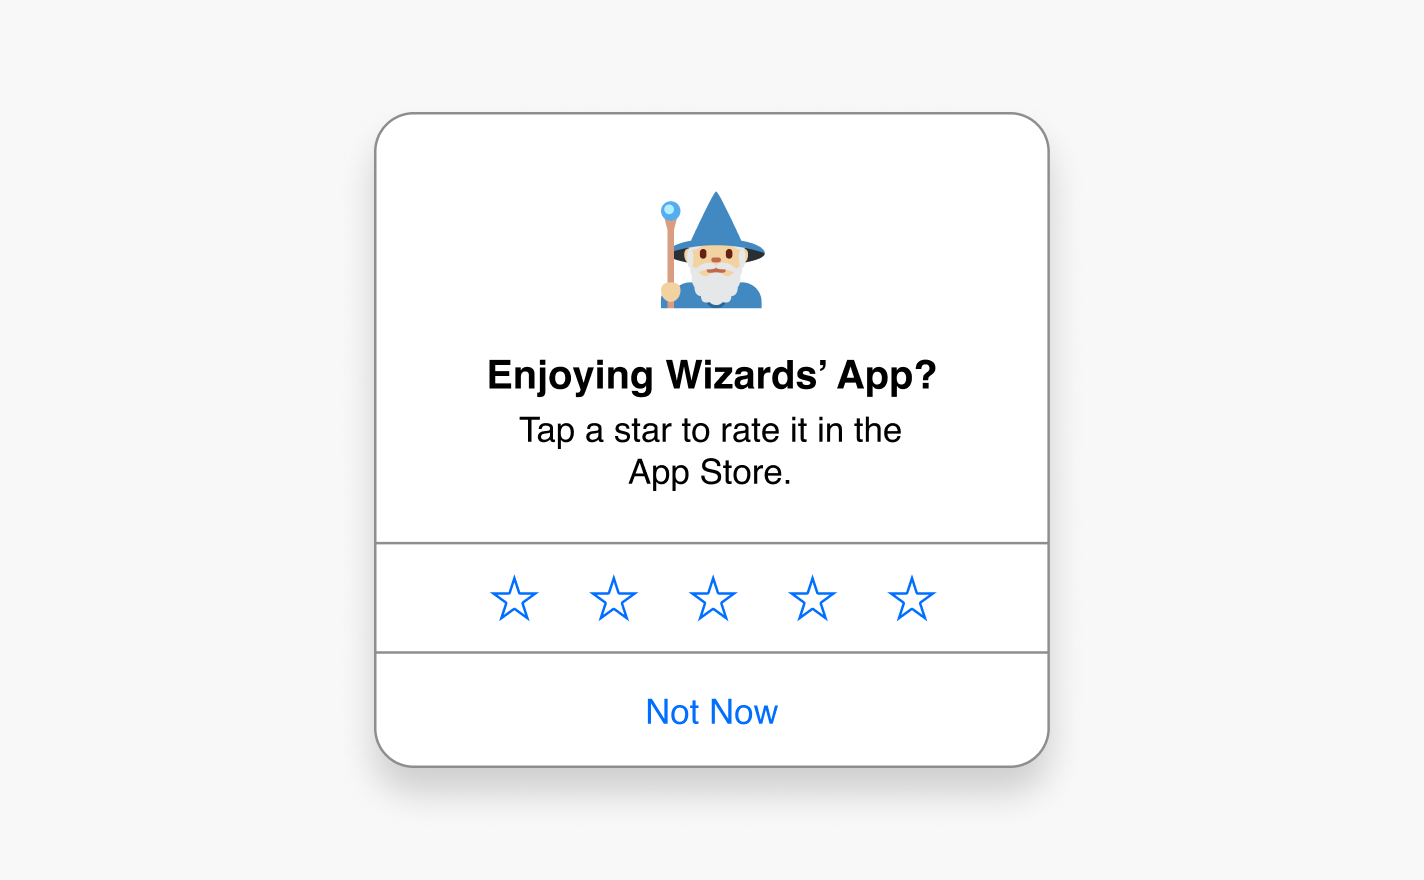 Enjoying Wizards’ App?
Tap a star to rate it in the
App Store.
Not Now